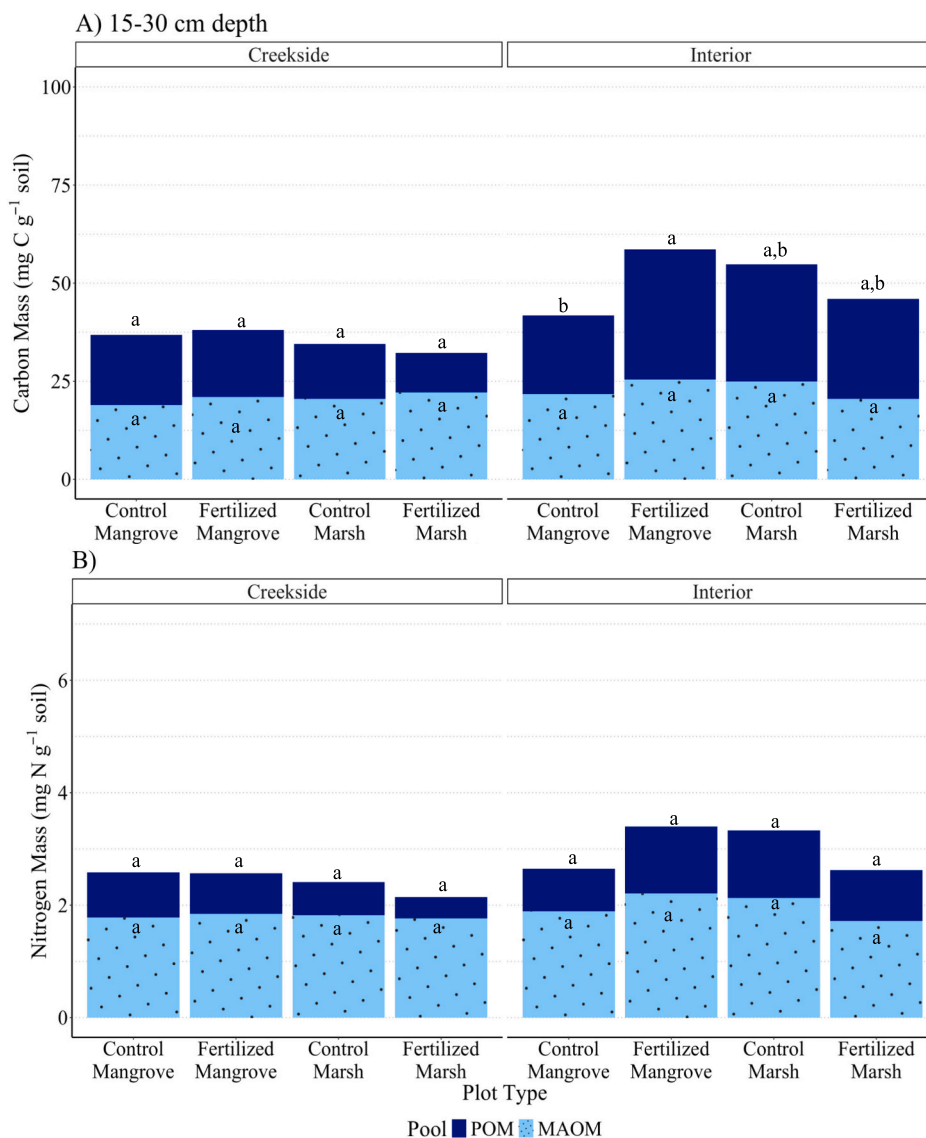 A) 15-30 cm depth
Creekside Interior
100
75
50
25
0
Carbon Mass (mg C g⁻¹ soil)
a a a a b a a,b a,b
a a a a a a a a
Control Mangrove Fertilized Mangrove Control Marsh Fertilized Marsh Control Mangrove Fertilized Mangrove Control Marsh Fertilized Marsh
B)
Creekside Interior
6
4
2
0
Nitrogen Mass (mg N g⁻¹ soil)
a a a a a a a a
a a a a a a a a
Control Mangrove Fertilized Mangrove Control Marsh Fertilized Marsh Control Mangrove Fertilized Mangrove Control Marsh Fertilized Marsh
Plot Type
Pool POM MAOM